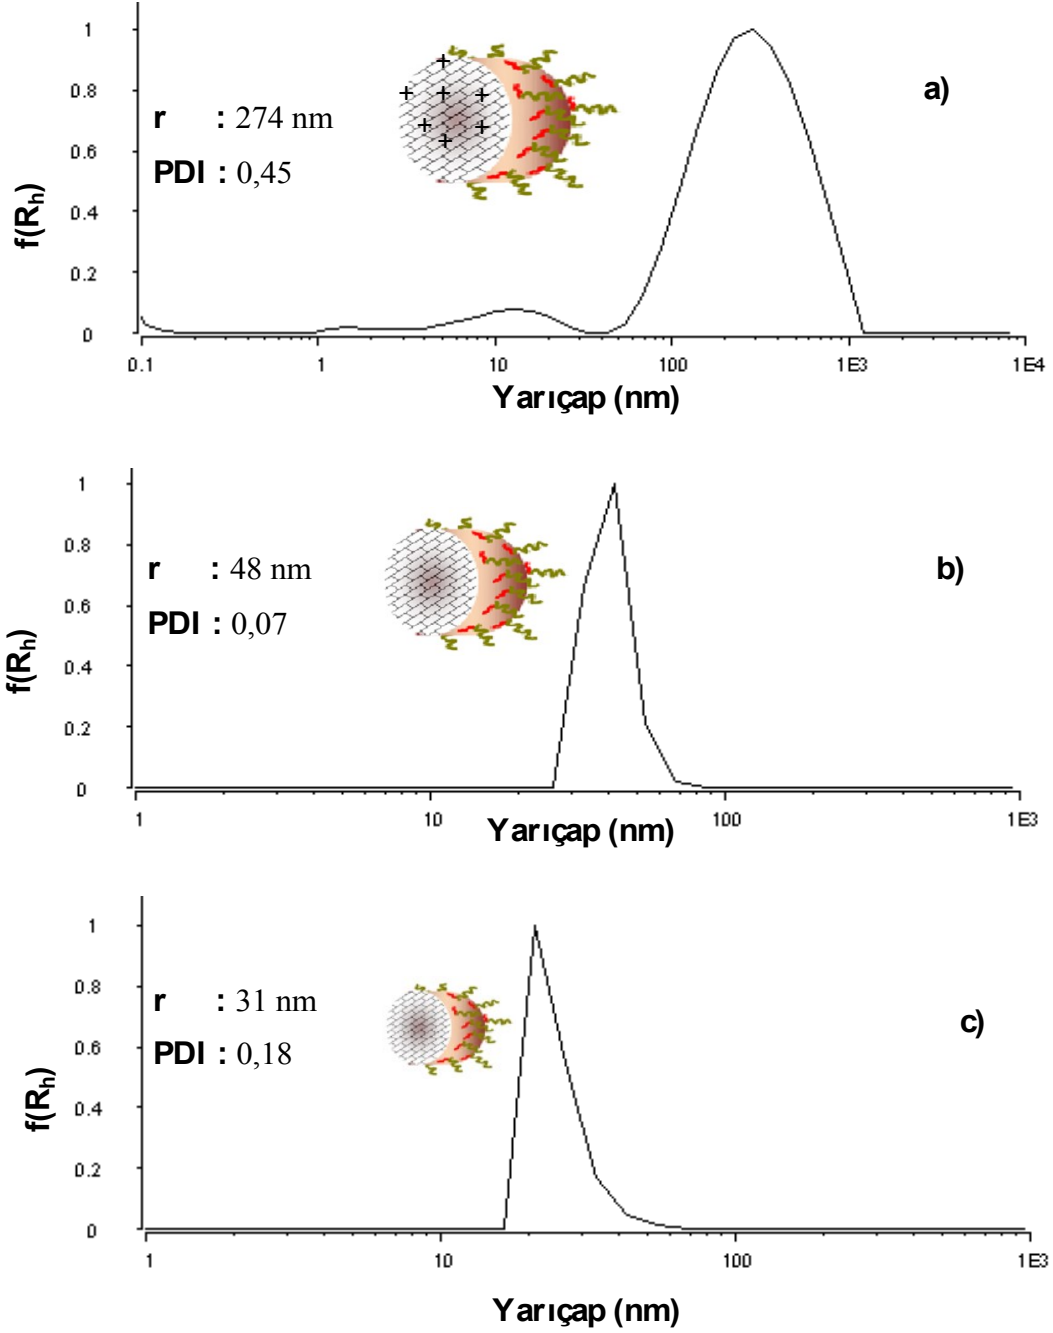 a)
r : 274 nm
PDI : 0,45
f(Rh)
1
0.8
0.6
0.4
0.2
0
0.1 1 10 100 1E3 1E4
Yarıçap (nm)
b)
r : 48 nm
PDI : 0,07
f(Rh)
1
0.8
0.6
0.4
0.2
0
1 10 100 1E3
Yarıçap (nm)
c)
r : 31 nm
PDI : 0,18
f(Rh)
1
0.8
0.6
0.4
0.2
0
1 10 100 1E3
Yarıçap (nm)